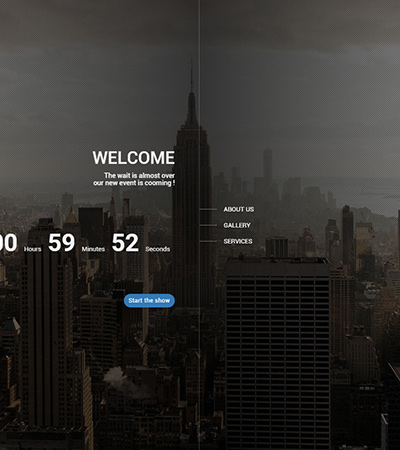 WELCOME
The wait is almost over
our new event is cooming !
00 Hours 59 Minutes 52 Seconds
Start the show
ABOUT US
GALLERY
SERVICES